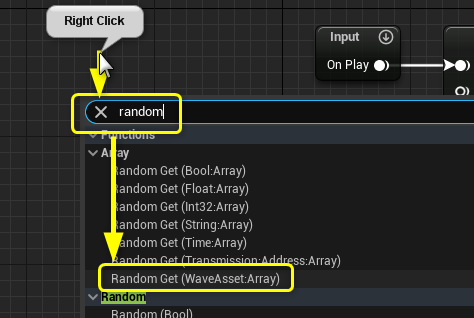 Right Click
Input
On Play
random
Functions
Array
Random Get (Bool:Array)
Random Get (Float:Array)
Random Get (Int32:Array)
Random Get (String:Array)
Random Get (Time:Array)
Random Get (Transmission:Address:Array)
Random Get (WaveAsset:Array)
Random
Random (Bool)